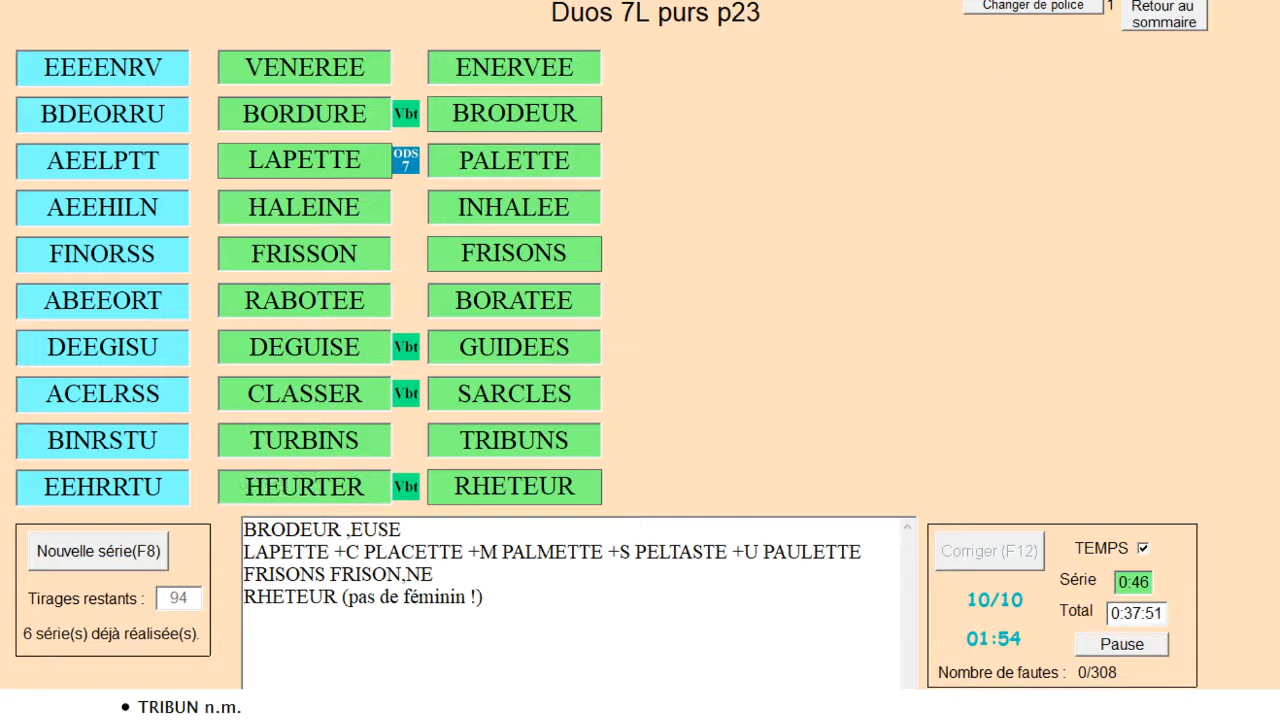 Duos 7L purs p23
Changer de police 1 Retour au
sommaire
EEEENRV VENEREE ENERVEE
BDEORRU BORDURE Vbt BRODEUR
AEELPTT LAPETTE ODS 7 PALETTE
AEEHILN HALEINE INHALEE
FINORSS FRISSON FRISONS
ABEEORT RABOTEE BORATEE
DEEGISU DEGUISE Vbt GUIDEES
ACELRSS CLASSER Vbt SARCLES
BINRSTU TURBINS TRIBUNS
EEHRRTU HEURTER Vbt RHETEUR
Nouvelle série(F8)
Tirages restants : 94
6 série(s) déjà réalisée(s).
BRODEUR ,EUSE
LAPETTE +C PLACETTE +M PALMETTE +S PELTASTE +U PAULETTE
FRISONS FRISON,NE
RHETEUR (pas de féminin !)
Corriger (F12) TEMPS
Série 0:46
10/10 Total 0:37:51
01:54 Pause
Nombre de fautes : 0/308
• TRIBUN n.m.